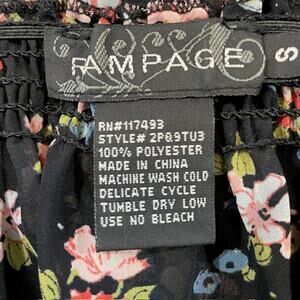 RAMPAGE
S
RN#117493
STYLE# 2P09TU3
100% POLYESTER
MADE IN CHINA
MACHINE WASH COLD
DELICATE CYCLE
TUMBLE DRY LOW
USE NO BLEACH